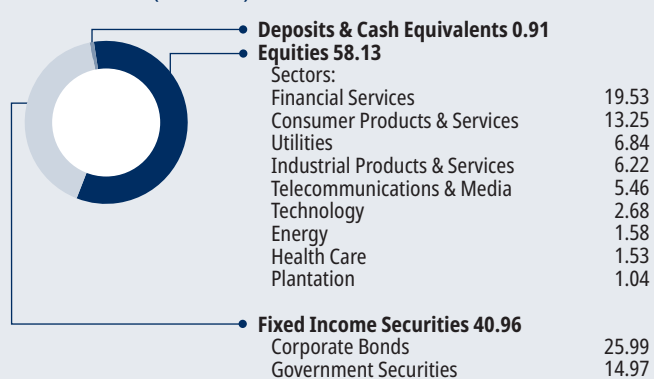 Deposits & Cash Equivalents 0.91
Equities 58.13
Sectors:
Financial Services 19.53
Consumer Products & Services 13.25
Utilities 6.84
Industrial Products & Services 6.22
Telecommunications & Media 5.46
Technology 2.68
Energy 1.58
Health Care 1.53
Plantation 1.04
Fixed Income Securities 40.96
Corporate Bonds 25.99
Government Securities 14.97